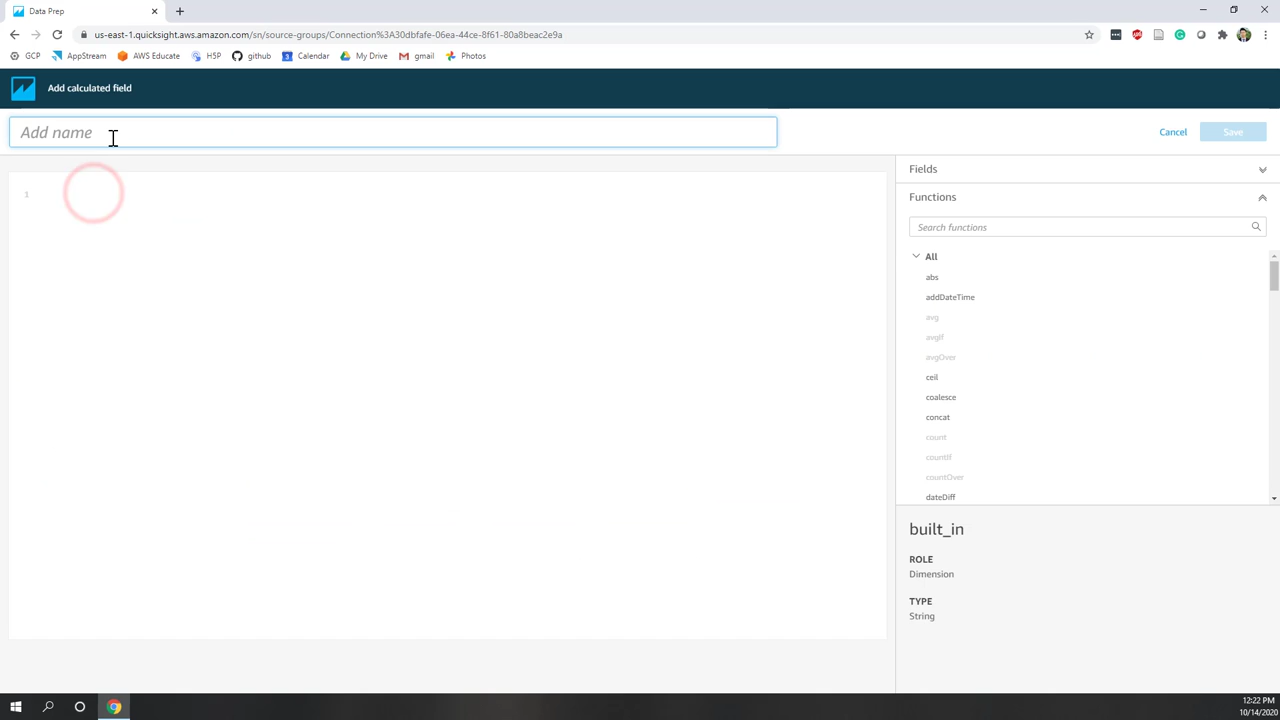 Data Prep
us-east-1.quicksight.aws.amazon.com/sn/source-groups/Connection%3A30dbfafe-06ea-44ce-8f61-80a8beac2e9a
GCP AppStream AWS Educate H5P github Calendar My Drive gmail Photos
Add calculated field
Add name
Cancel Save
Fields
1
Functions
Search functions
All
abs
addDateTime
avg
avgIf
avgOver
ceil
coalesce
concat
count
countIf
countOver
dateDiff
built_in
ROLE
Dimension
TYPE
String
12:22 PM
10/14/2020